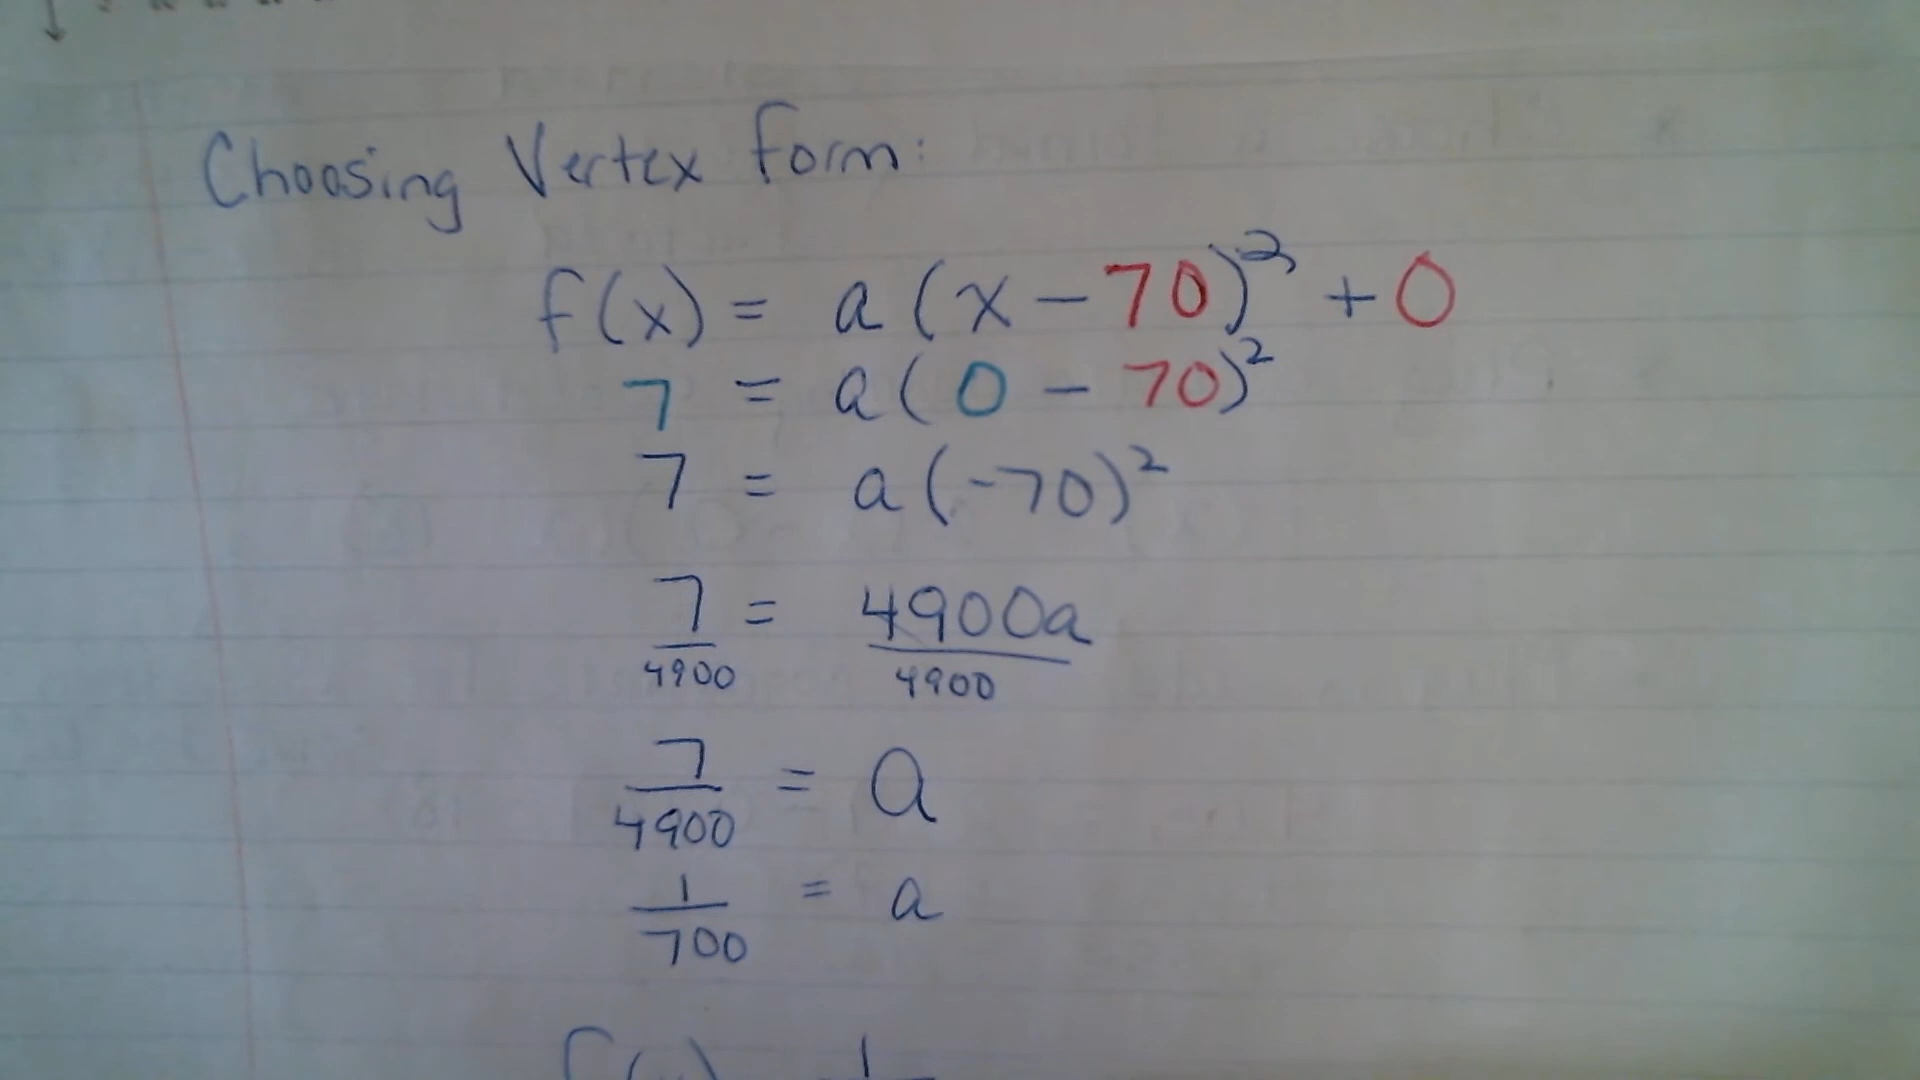 Choosing Vertex form:
f(x) = a(x - 70)² + 0
7 = a(0 - 70)²
7 = a(-70)²
7/4900 = 4900a/4900
7/4900 = a
1/700 = a
f(x) 1